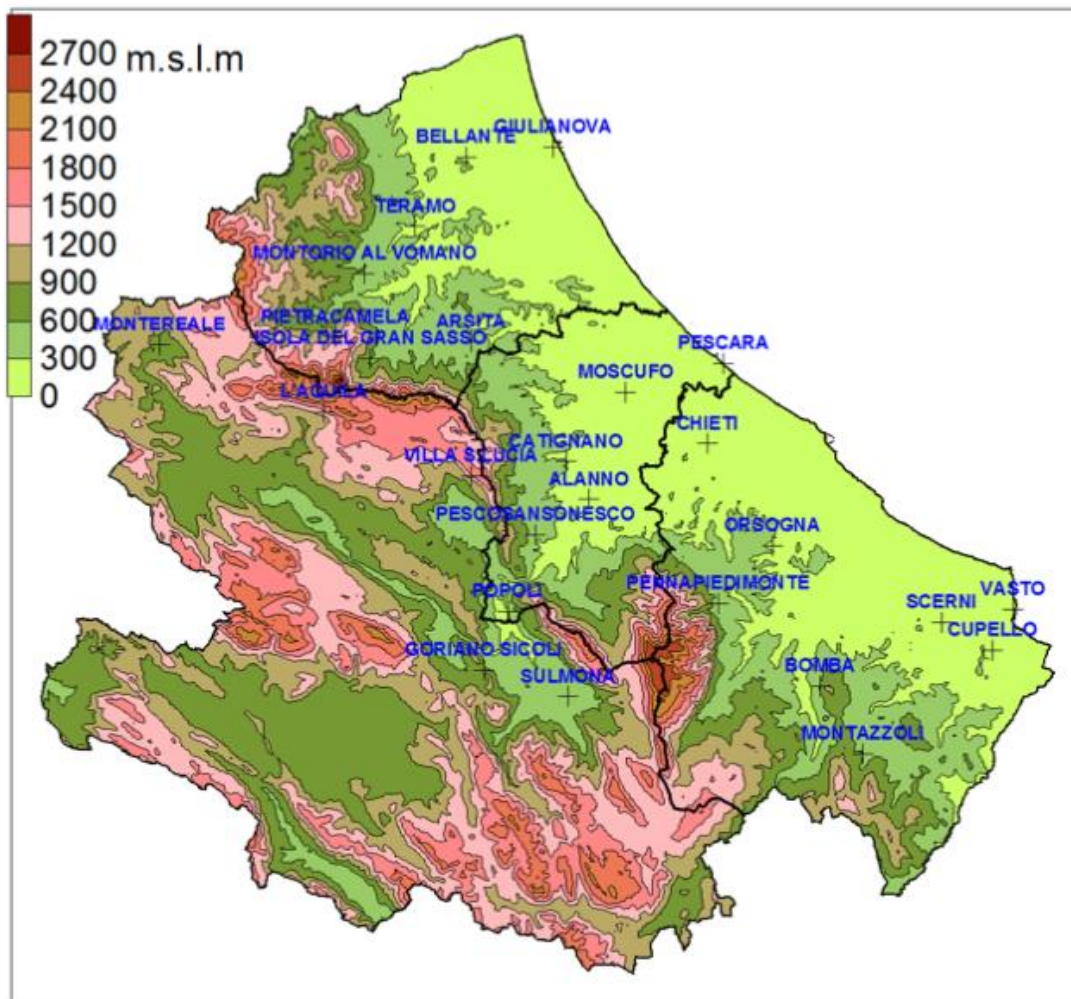 2700 m.s.l.m
2400
2100
1800
1500
1200
900
600
300
0
GIULIANOVA
BELLANTE
TERAMO
MONTORIO AL VOMANO
PIETRACAMELA
ARSITA
MONTEREALE
ISOLA DEL GRAN SASSO
PESCARA
MOSCUFO
L'AQUILA
CHIETI
CATIGNANO
VILLA S.LUCIA
ALANNO
PESCOSANSONESCO
ORSOGNA
PENNAPIEDIMONTE
POPOLI
VASTO
SCERNI
CUPELLO
GORIANO SICOLI
BOMBA
SULMONA
MONTAZZOLI